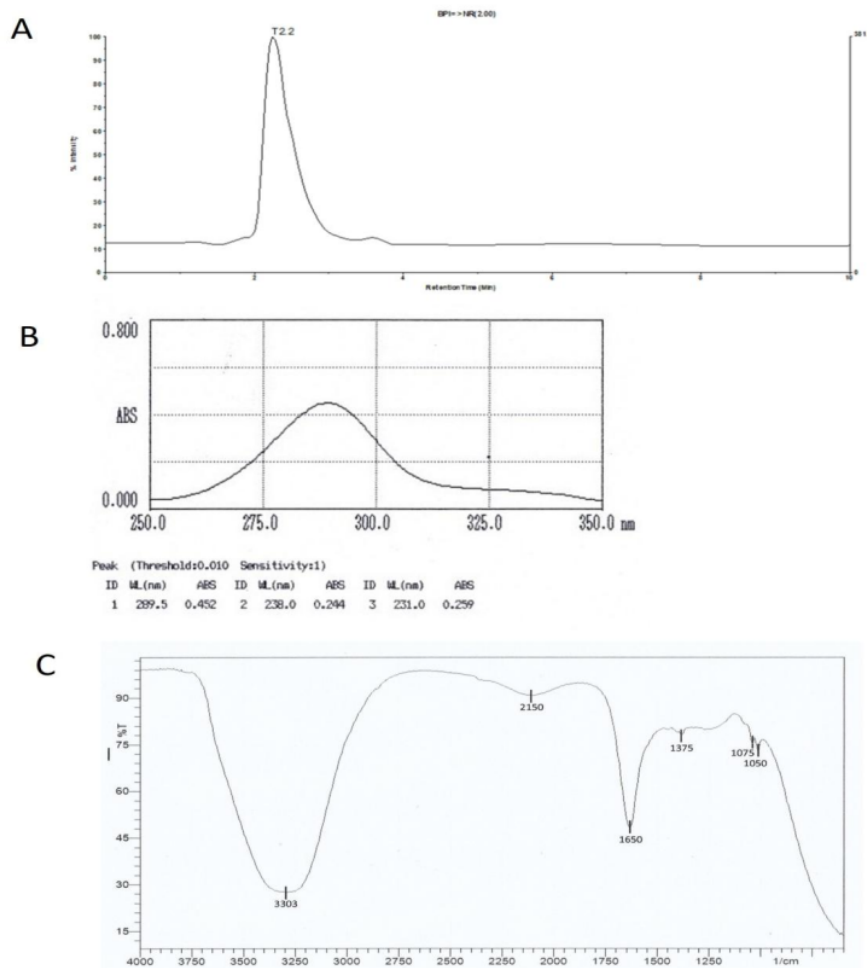 A
BPI=>NR(2.00)
T2.2
301
100
90
80
70
60
50
40
30
20
10
0
0
% Intensity
0 2 4 6 8 10
Retention Time (Min)
B
0.800
ABS
0.000
250.0 275.0 300.0 325.0 350.0 nm
Peak (Threshold:0.010 Sensitivity:1)
ID WL(nm) ABS ID WL(nm) ABS ID WL(nm) ABS
1 289.5 0.452 2 238.0 0.244 3 231.0 0.259
C
%T
90
75
60
45
30
15
2150
1375
1075
1050
1650
3303
4000 3750 3500 3250 3000 2750 2500 2250 2000 1750 1500 1250 1/cm